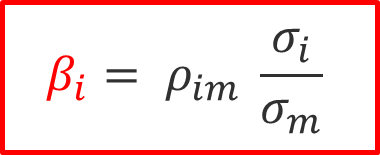 βᵢ = ρᵢₘ σᵢ / σₘ